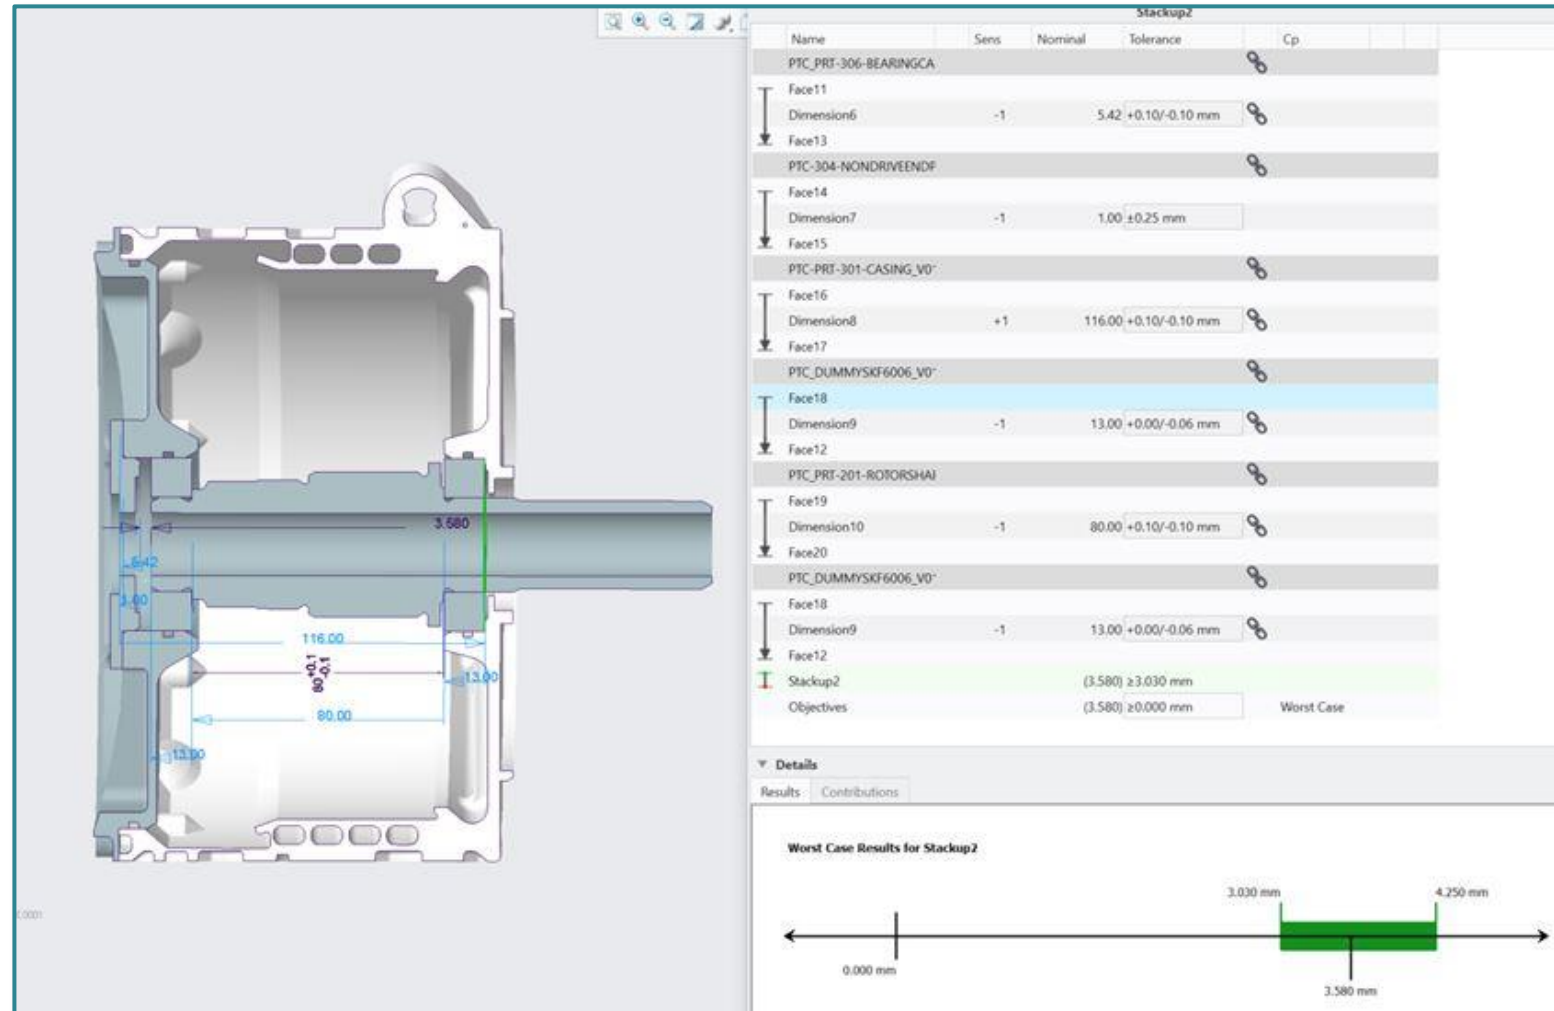 Stackup2
Name Sens Nominal Tolerance Cp
PTC_PRT-306-BEARINGCA
Face11
Dimension6 -1 5.42 +0.10/-0.10 mm
Face13
PTC-304-NONDRIVEENDF
Face14
Dimension7 -1 1.00 ±0.25 mm
Face15
PTC-PRT-301-CASING_V0
Face16
Dimension8 +1 116.00 +0.10/-0.10 mm
Face17
PTC_DUMMYSKF6006_V0
Face18
Dimension9 -1 13.00 +0.00/-0.06 mm
Face12
PTC_PRT-201-ROTORSHAI
Face19
Dimension10 -1 80.00 +0.10/-0.10 mm
Face20
PTC_DUMMYSKF6006_V0
Face18
Dimension9 -1 13.00 +0.00/-0.06 mm
Face12
Stackup2 (3.580) ≥3.030 mm
Objectives (3.580) ≥0.000 mm Worst Case
Details
Results Contributions
Worst Case Results for Stackup2
3.030 mm 4.250 mm
0.000 mm
3.580 mm
3.580
5.42
116.00
80+0.1 -0.1
13.00
80.00
13.00